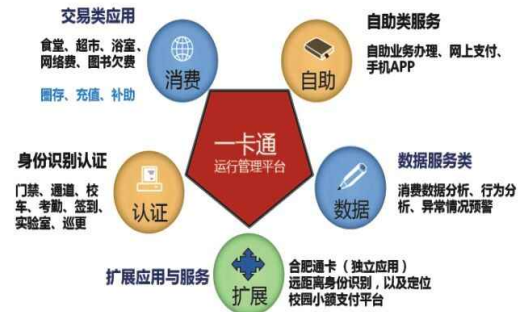 交易类应用
食堂、超市、浴室、
网络费、图书欠费
圈存、充值、补助
消费
自助类服务
自助业务办理、网上支付、
手机APP
自助
一卡通
运行管理平台
身份识别认证
门禁、通道、校
车、考勤、签到、
实验室、巡更
认证
数据服务类
消费数据分析、行为分
析、异常情况预警
数据
扩展应用与服务
扩展
合肥通卡（独立应用）
远距离身份识别，以及定位
校园小额支付平台